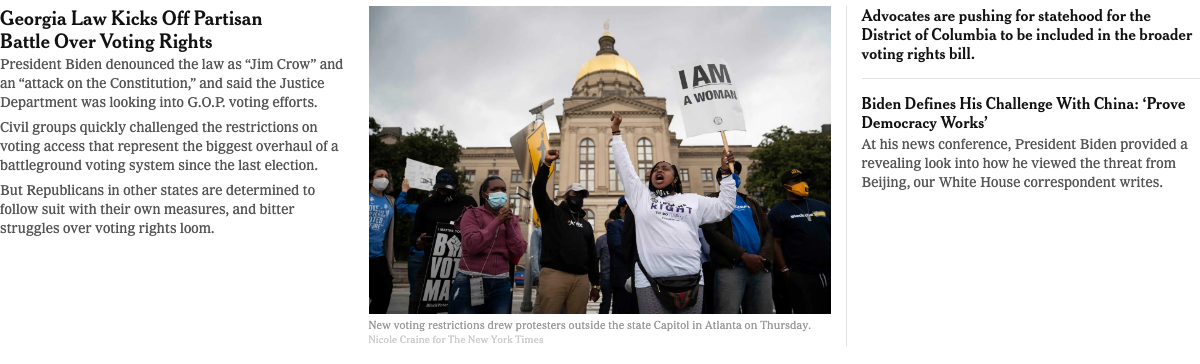 Georgia Law Kicks Off Partisan
Battle Over Voting Rights
President Biden denounced the law as “Jim Crow” and
an “attack on the Constitution,” and said the Justice
Department was looking into G.O.P. voting efforts.
Civil groups quickly challenged the restrictions on
voting access that represent the biggest overhaul of a
battleground voting system since the last election.
But Republicans in other states are determined to
follow suit with their own measures, and bitter
struggles over voting rights loom.
I AM
A WOMAN
RIGHT
VOT
MA
New voting restrictions drew protesters outside the state Capitol in Atlanta on Thursday.
Nicole Craine for The New York Times
Advocates are pushing for statehood for the
District of Columbia to be included in the broader
voting rights bill.
Biden Defines His Challenge With China: ‘Prove
Democracy Works’
At his news conference, President Biden provided a
revealing look into how he viewed the threat from
Beijing, our White House correspondent writes.